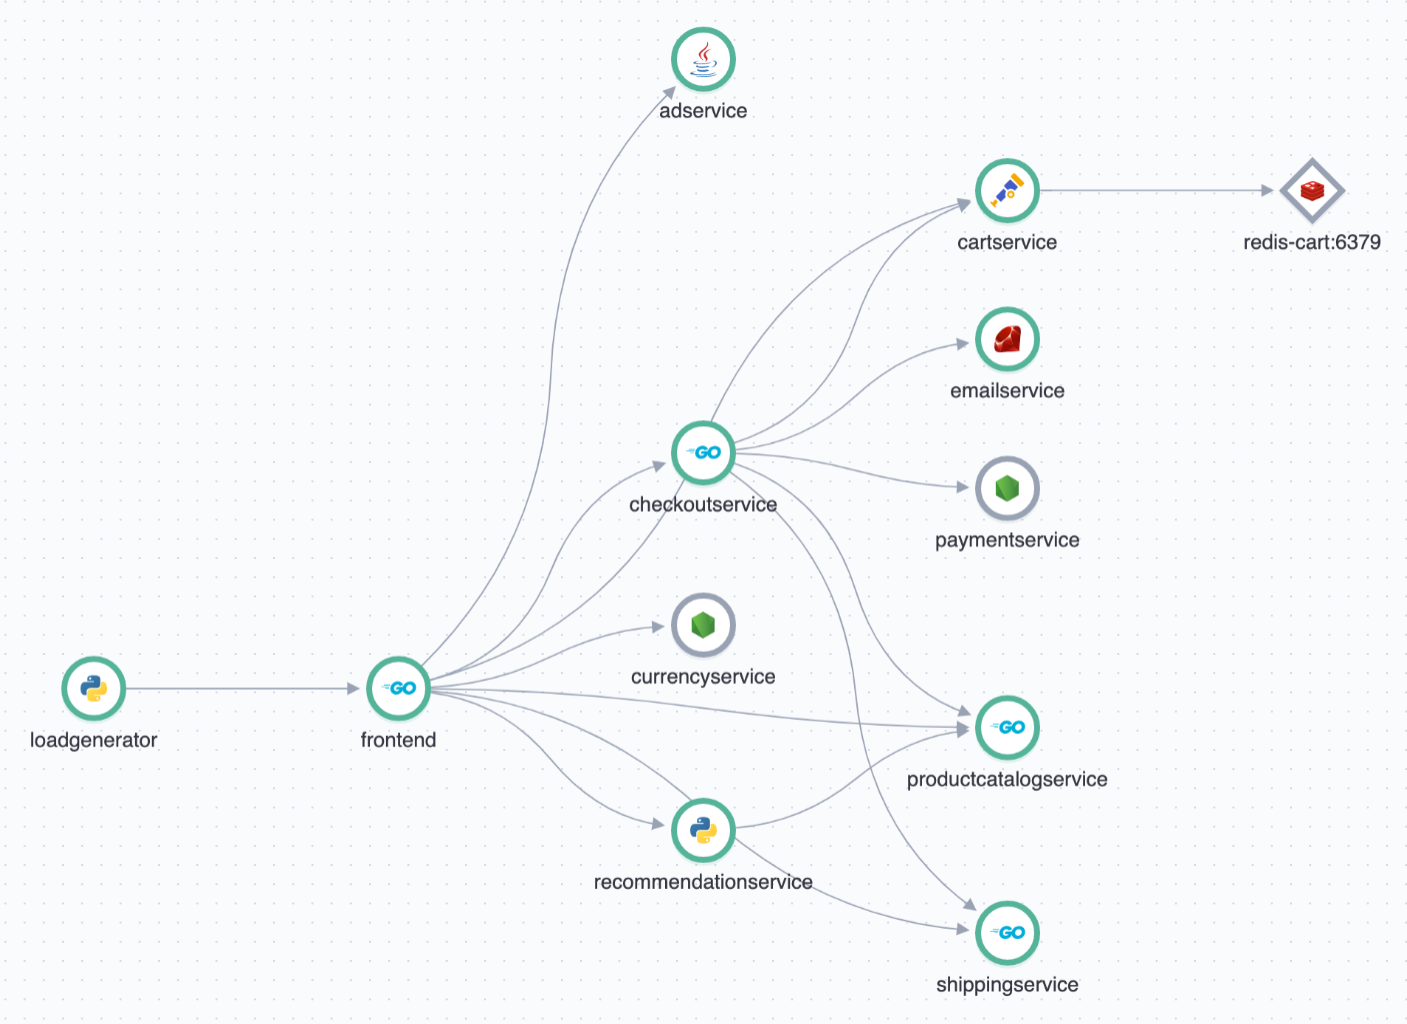 adservice
cartservice
redis-cart:6379
emailservice
GO
checkoutservice
paymentservice
currencyservice
loadgenerator
GO
frontend
GO
productcatalogservice
recommendationservice
GO
shippingservice